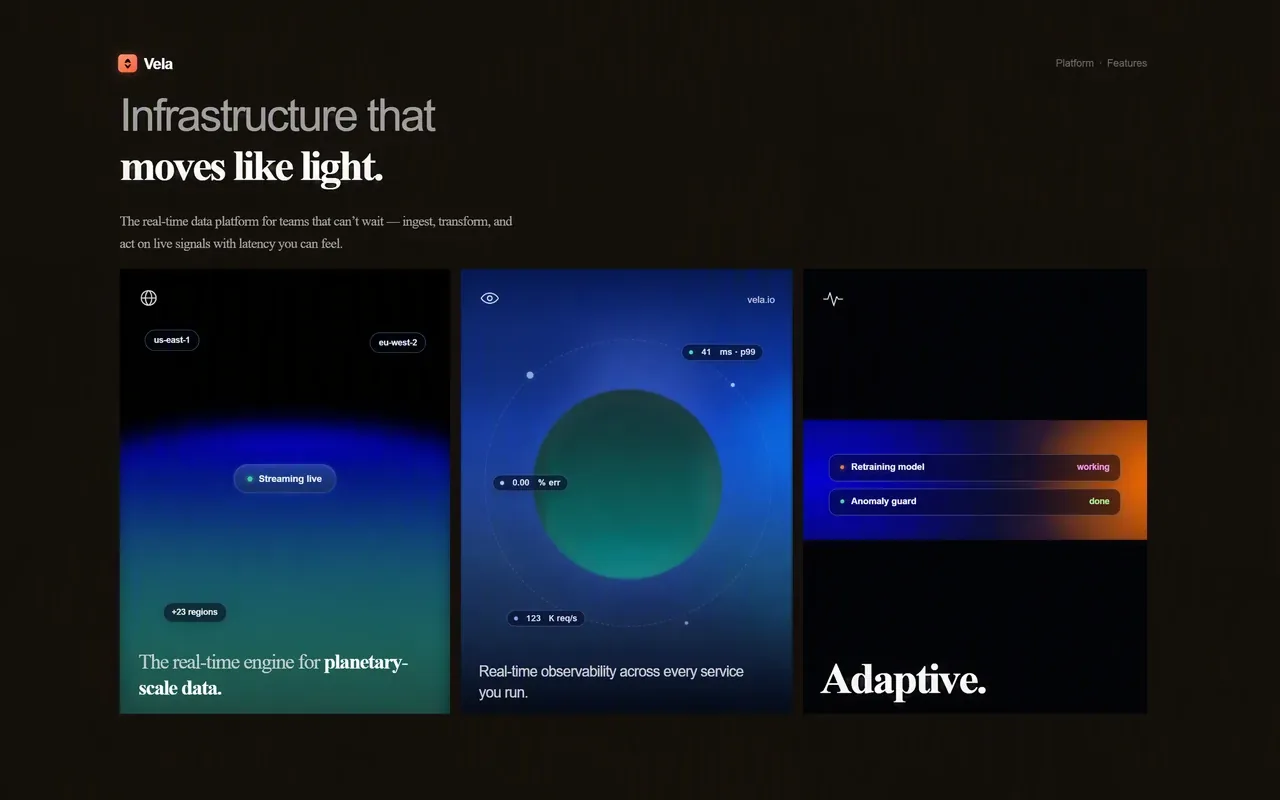 Vela
Platform · Features
Infrastructure that
moves like light.
The real-time data platform for teams that can’t wait — ingest, transform, and
act on live signals with latency you can feel.
us-east-1
eu-west-2
Streaming live
+23 regions
The real-time engine for planetary-
scale data.
vela.io
41 ms · p99
0.00 % err
123 K req/s
Real-time observability across every service
you run.
Retraining model working
Anomaly guard done
Adaptive.